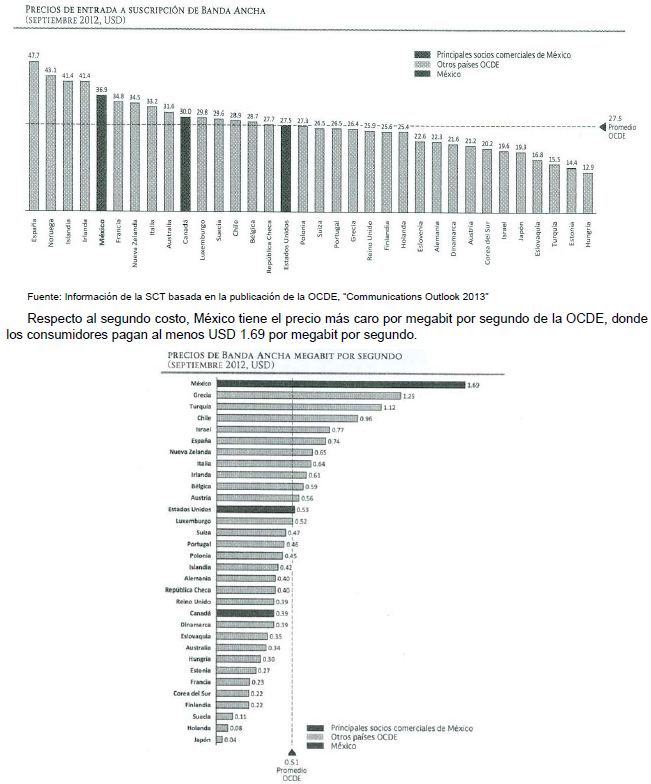 PRECIOS DE ENTRADA A SUSCRIPCIÓN DE BANDA ANCHA
(SEPTIEMBRE 2012, USD)
Principales socios comerciales de México
Otros países OCDE
México
47.7 43.1 41.4 41.4 36.9 34.8 34.5 33.2 31.6 30.0 29.8 29.6 28.9 28.7 27.7 27.5 27.3 26.5 26.5 26.4 25.9 25.6 25.4 22.6 22.3 21.6 21.2 20.2 19.6 19.3 16.8 15.5 14.4 12.9
27.5
Promedio
OCDE
España Noruega Islandia Irlanda México Francia Nueva Zelanda Italia Australia Canadá Luxemburgo Suecia Chile Bélgica República Checa Estados Unidos Polonia Suiza Portugal Grecia Reino Unido Finlandia Holanda Eslovenia Alemania Dinamarca Austria Corea del Sur Israel Japón Eslovaquia Turquía Estonia Hungria
Fuente: Información de la SCT basada en la publicación de la OCDE, "Communications Outlook 2013"
Respecto al segundo costo, México tiene el precio más caro por megabit por segundo de la OCDE, donde
los consumidores pagan al menos USD 1.69 por megabit por segundo.
PRECIOS DE BANDA ANCHA MEGABIT POR SEGUNDO
(SEPTIEMBRE 2012, USD)
México 1.69
Grecia 1.25
Turquía 1.12
Chile 0.96
Israel 0.77
España 0.74
Nueva Zelanda 0.65
Italia 0.64
Irlanda 0.61
Bélgica 0.59
Austria 0.56
Estados Unidos 0.53
Luxemburgo 0.52
Suiza 0.47
Portugal 0.46
Polonia 0.45
Islandia 0.42
Alemania 0.40
República Checa 0.40
Reino Unido 0.39
Canadá 0.39
Dinamarca 0.39
Eslovaquia 0.35
Australia 0.34
Hungría 0.30
Estonia 0.27
Francia 0.23
Corea del Sur 0.22
Finlandia 0.22
Suecia 0.11
Holanda 0.08
Japón 0.04
Principales socios comerciales de México
Otros países OCDE
México
0.51
Promedio
OCDE